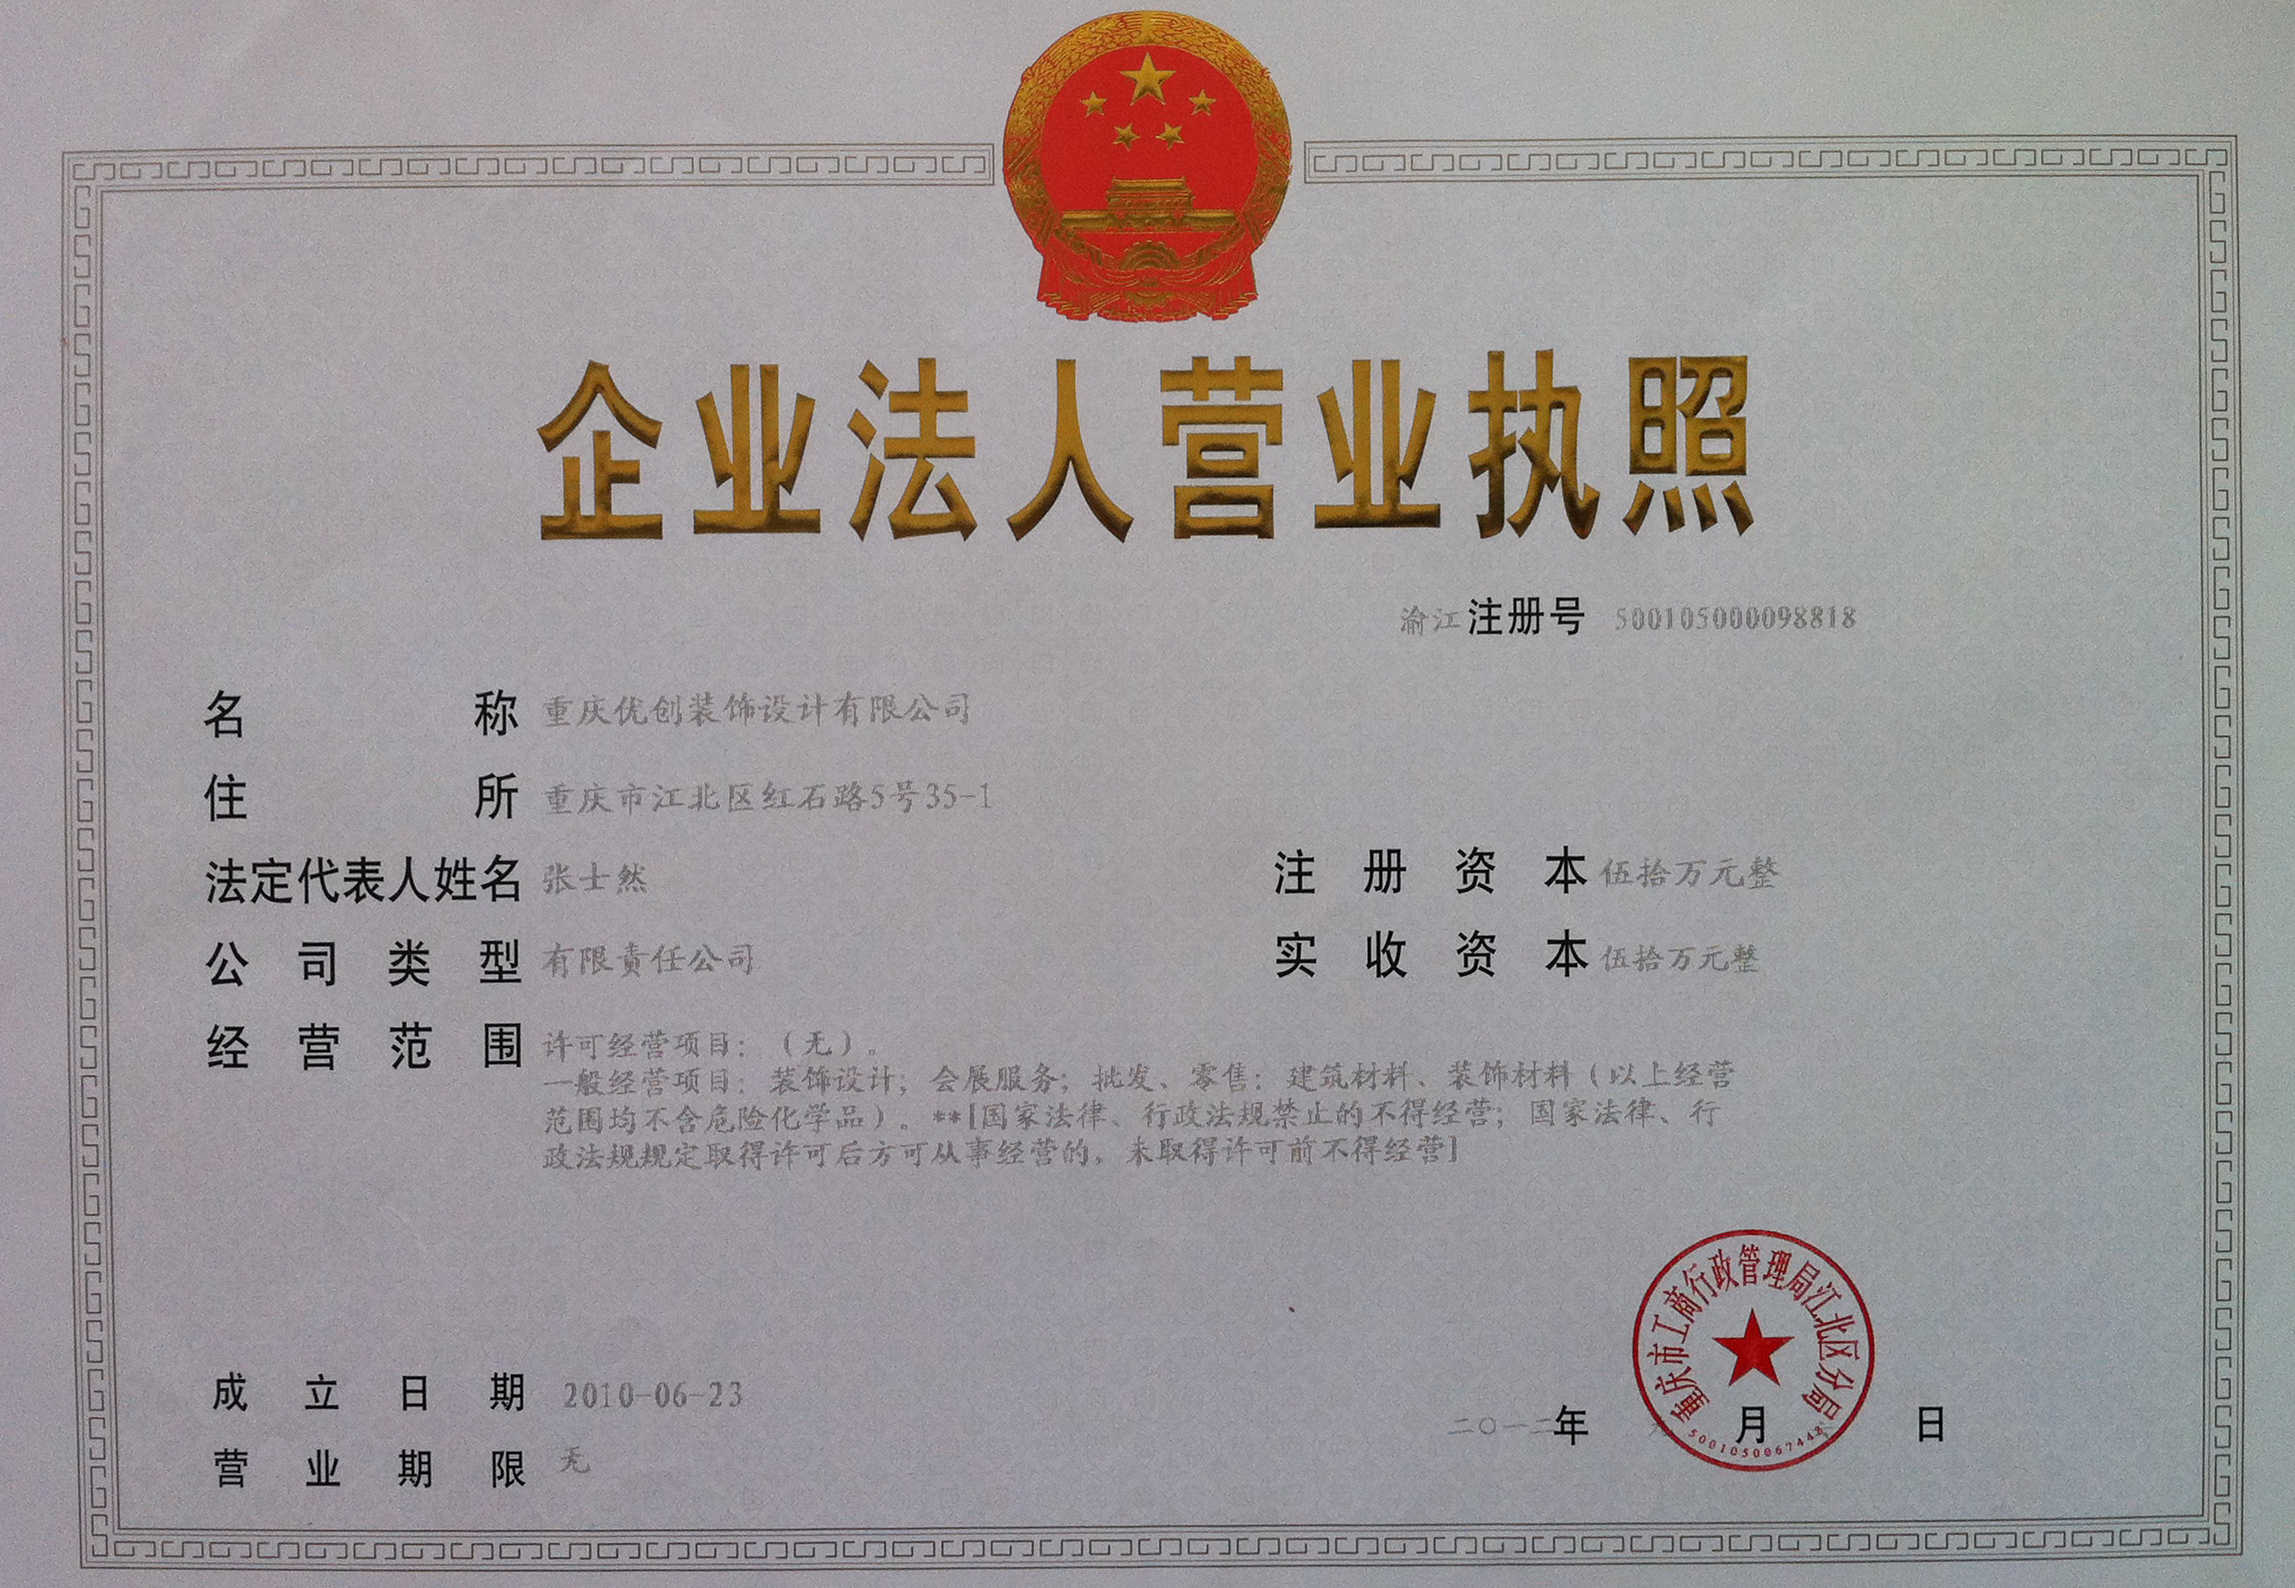 企业法人营业执照
渝江注册号 500105000098818
名称 重庆优创装饰设计有限公司
住所 重庆市江北区红石路5号35-1
法定代表人姓名 张士然
注册资本 伍拾万元整
公司类型 有限责任公司
实收资本 伍拾万元整
经营范围 许可经营项目：（无）。
一般经营项目：装饰设计；会展服务；批发、零售：建筑材料、装饰材料（以上经营
范围均不含危险化学品）。**[国家法律、行政法规禁止的不得经营；国家法律、行
政法规规定取得许可后方可从事经营的，未取得许可前不得经营]
重庆市工商行政管理局江北区分局
5001050067448
成立日期 2010-06-23
二〇一二年 月 日
营业期限 无